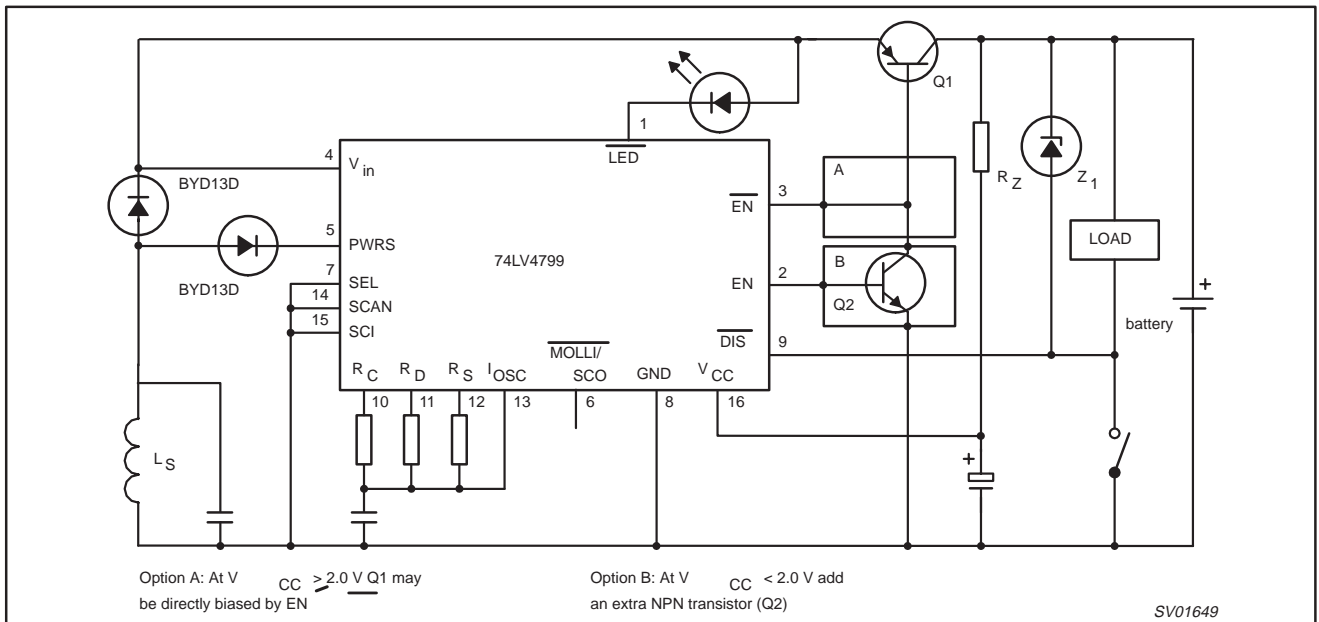 Q1
1
LED
4
V in
BYD13D
A
R Z
Z 1
3
EN
5
PWRS
LOAD
74LV4799
7
SEL
B
2
EN
BYD13D
14
SCAN
Q2
+
15
SCI
battery
DIS
9
MOLLI/
R C
R D
R S
I OSC
SCO
GND
V CC
10
11
12
13
6
8
16
L S
+
Option A: At V CC > 2.0 V Q1 may
be directly biased by EN
Option B: At V CC < 2.0 V add
an extra NPN transistor (Q2)
SV01649